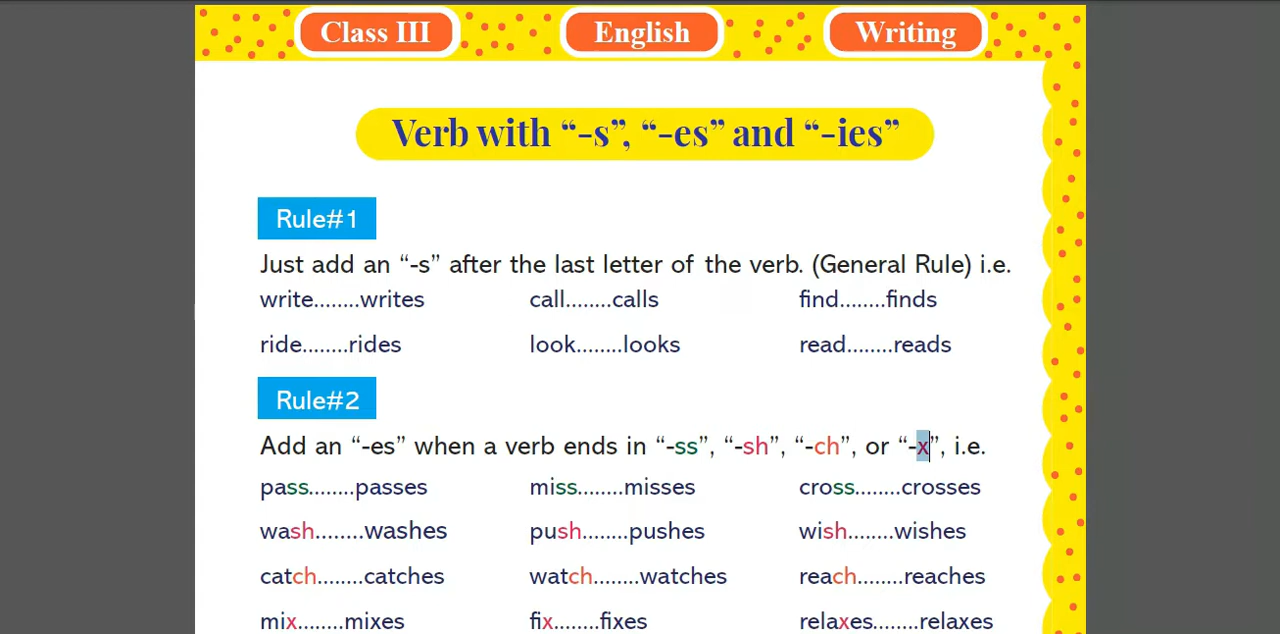 Class III English Writing
Verb with “-s”, “-es” and “-ies”
Rule#1
Just add an “-s” after the last letter of the verb. (General Rule) i.e.
write........writes call........calls find........finds
ride........rides look........looks read........reads
Rule#2
Add an “-es” when a verb ends in “-ss”, “-sh”, “-ch”, or “-x”, i.e.
pass........passes miss........misses cross........crosses
wash........washes push........pushes wish........wishes
catch........catches watch........watches reach........reaches
mix........mixes fix........fixes relaxes........relaxes